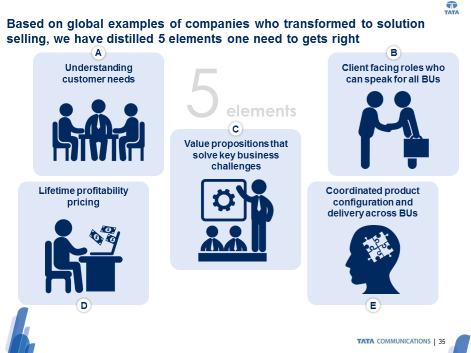 Based on global examples of companies who transformed to solution
selling, we have distilled 5 elements one need to gets right
TATA
A
Understanding
customer needs
B
Client facing roles who
can speak for all BUs
5
elements
C
Value propositions that
solve key business
challenges
Lifetime profitability
pricing
D
Coordinated product
configuration and
delivery across BUs
E
TATA COMMUNICATIONS | 35